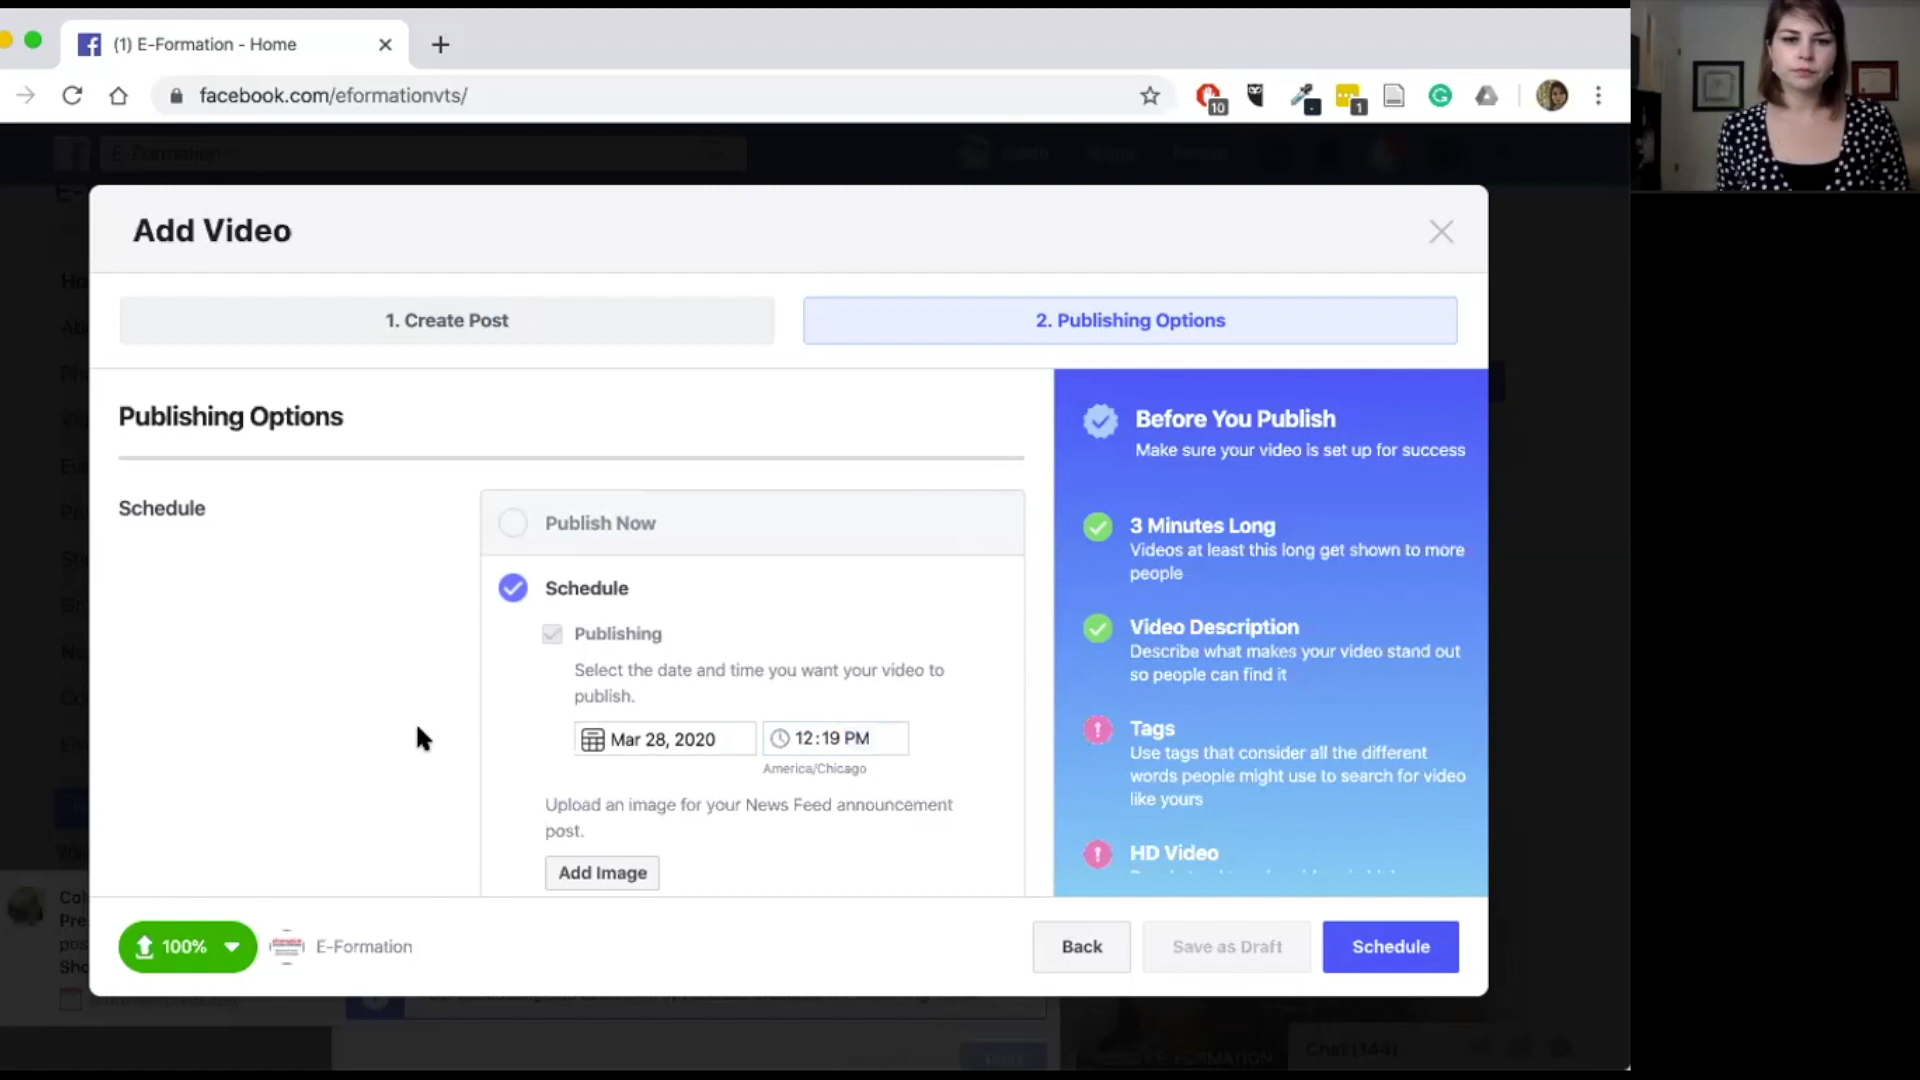 (1) E-Formation - Home
facebook.com/eformationvts/
10
1
E-Formation
Add Video
1. Create Post
2. Publishing Options
Publishing Options
Schedule
Publish Now
Schedule
Publishing
Select the date and time you want your video to
publish.
Mar 28, 2020
12:19 PM
America/Chicago
Upload an image for your News Feed announcement
post.
Add Image
Before You Publish
Make sure your video is set up for success
3 Minutes Long
Videos at least this long get shown to more
people
Video Description
Describe what makes your video stand out
so people can find it
Tags
Use tags that consider all the different
words people might use to search for video
like yours
HD Video
100%
E-Formation
Back
Save as Draft
Schedule
E-FORMATION
Chat (144)